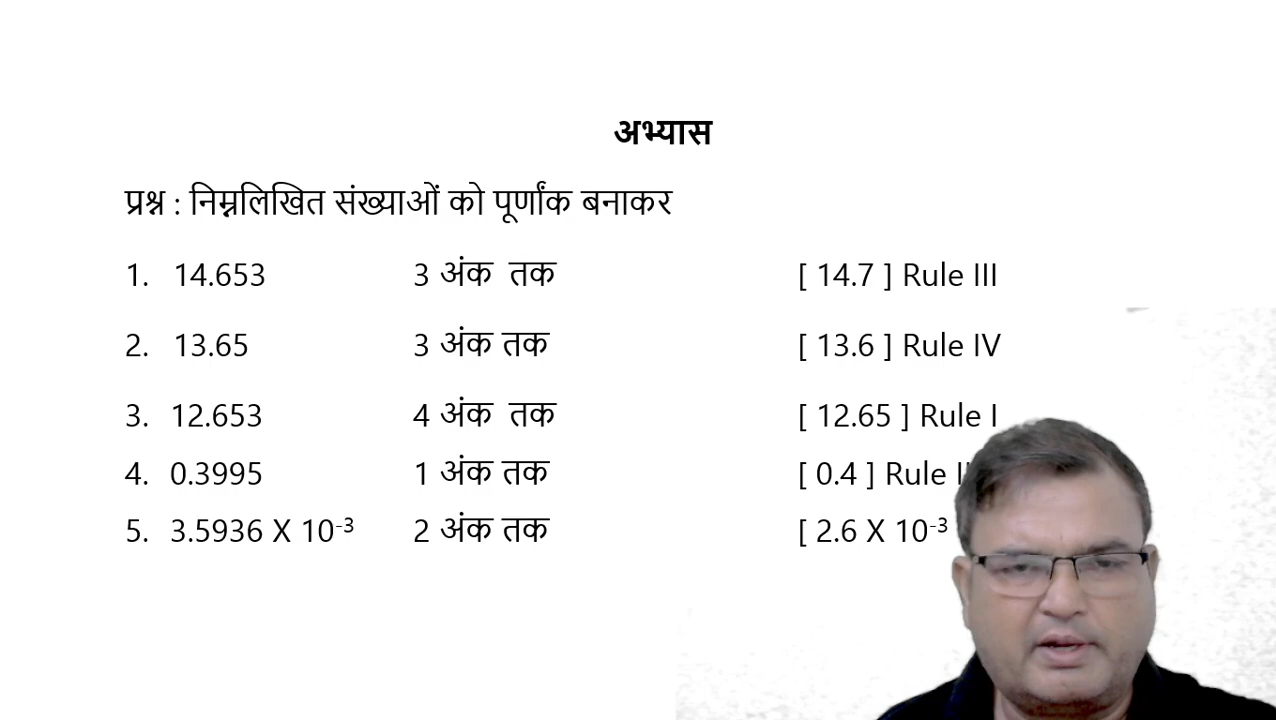 अभ्यास
प्रश्न : निम्नलिखित संख्याओं को पूर्णांक बनाकर
1. 14.653 3 अंक तक [ 14.7 ] Rule III
2. 13.65 3 अंक तक [ 13.6 ] Rule IV
3. 12.653 4 अंक तक [ 12.65 ] Rule I
4. 0.3995 1 अंक तक [ 0.4 ] Rule
5. 3.5936 X 10⁻³ 2 अंक तक [ 2.6 X 10⁻³